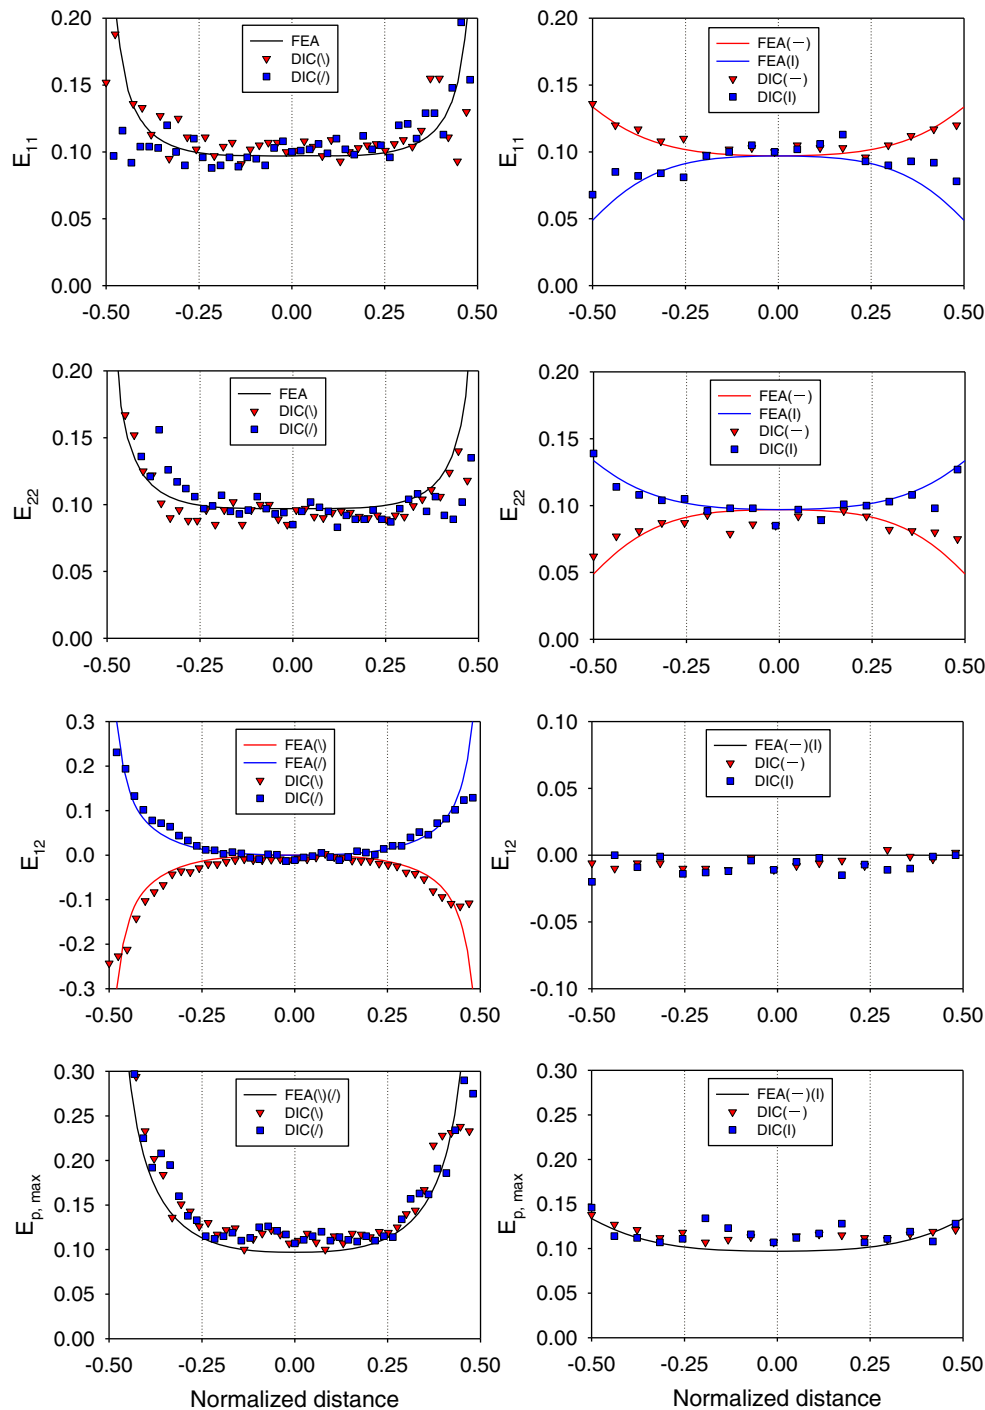 0.20
0.15
0.10
0.05
0.00
E11
FEA
DIC(\)
DIC(/)
-0.50 -0.25 0.00 0.25 0.50
0.20
0.15
0.10
0.05
0.00
E11
FEA(—)
FEA(I)
DIC(—)
DIC(I)
-0.50 -0.25 0.00 0.25 0.50
0.20
0.15
0.10
0.05
0.00
E22
FEA
DIC(\)
DIC(/)
-0.50 -0.25 0.00 0.25 0.50
0.20
0.15
0.10
0.05
0.00
E22
FEA(—)
FEA(I)
DIC(—)
DIC(I)
-0.50 -0.25 0.00 0.25 0.50
0.3
0.2
0.1
0.0
-0.1
-0.2
-0.3
E12
FEA(\)
FEA(/)
DIC(\)
DIC(/)
-0.50 -0.25 0.00 0.25 0.50
0.10
0.05
0.00
-0.05
-0.10
E12
FEA(—)(I)
DIC(—)
DIC(I)
-0.50 -0.25 0.00 0.25 0.50
0.30
0.25
0.20
0.15
0.10
0.05
0.00
Ep, max
FEA(\)(/)
DIC(\)
DIC(/)
-0.50 -0.25 0.00 0.25 0.50
Normalized distance
0.30
0.25
0.20
0.15
0.10
0.05
0.00
Ep, max
FEA(—)(I)
DIC(—)
DIC(I)
-0.50 -0.25 0.00 0.25 0.50
Normalized distance